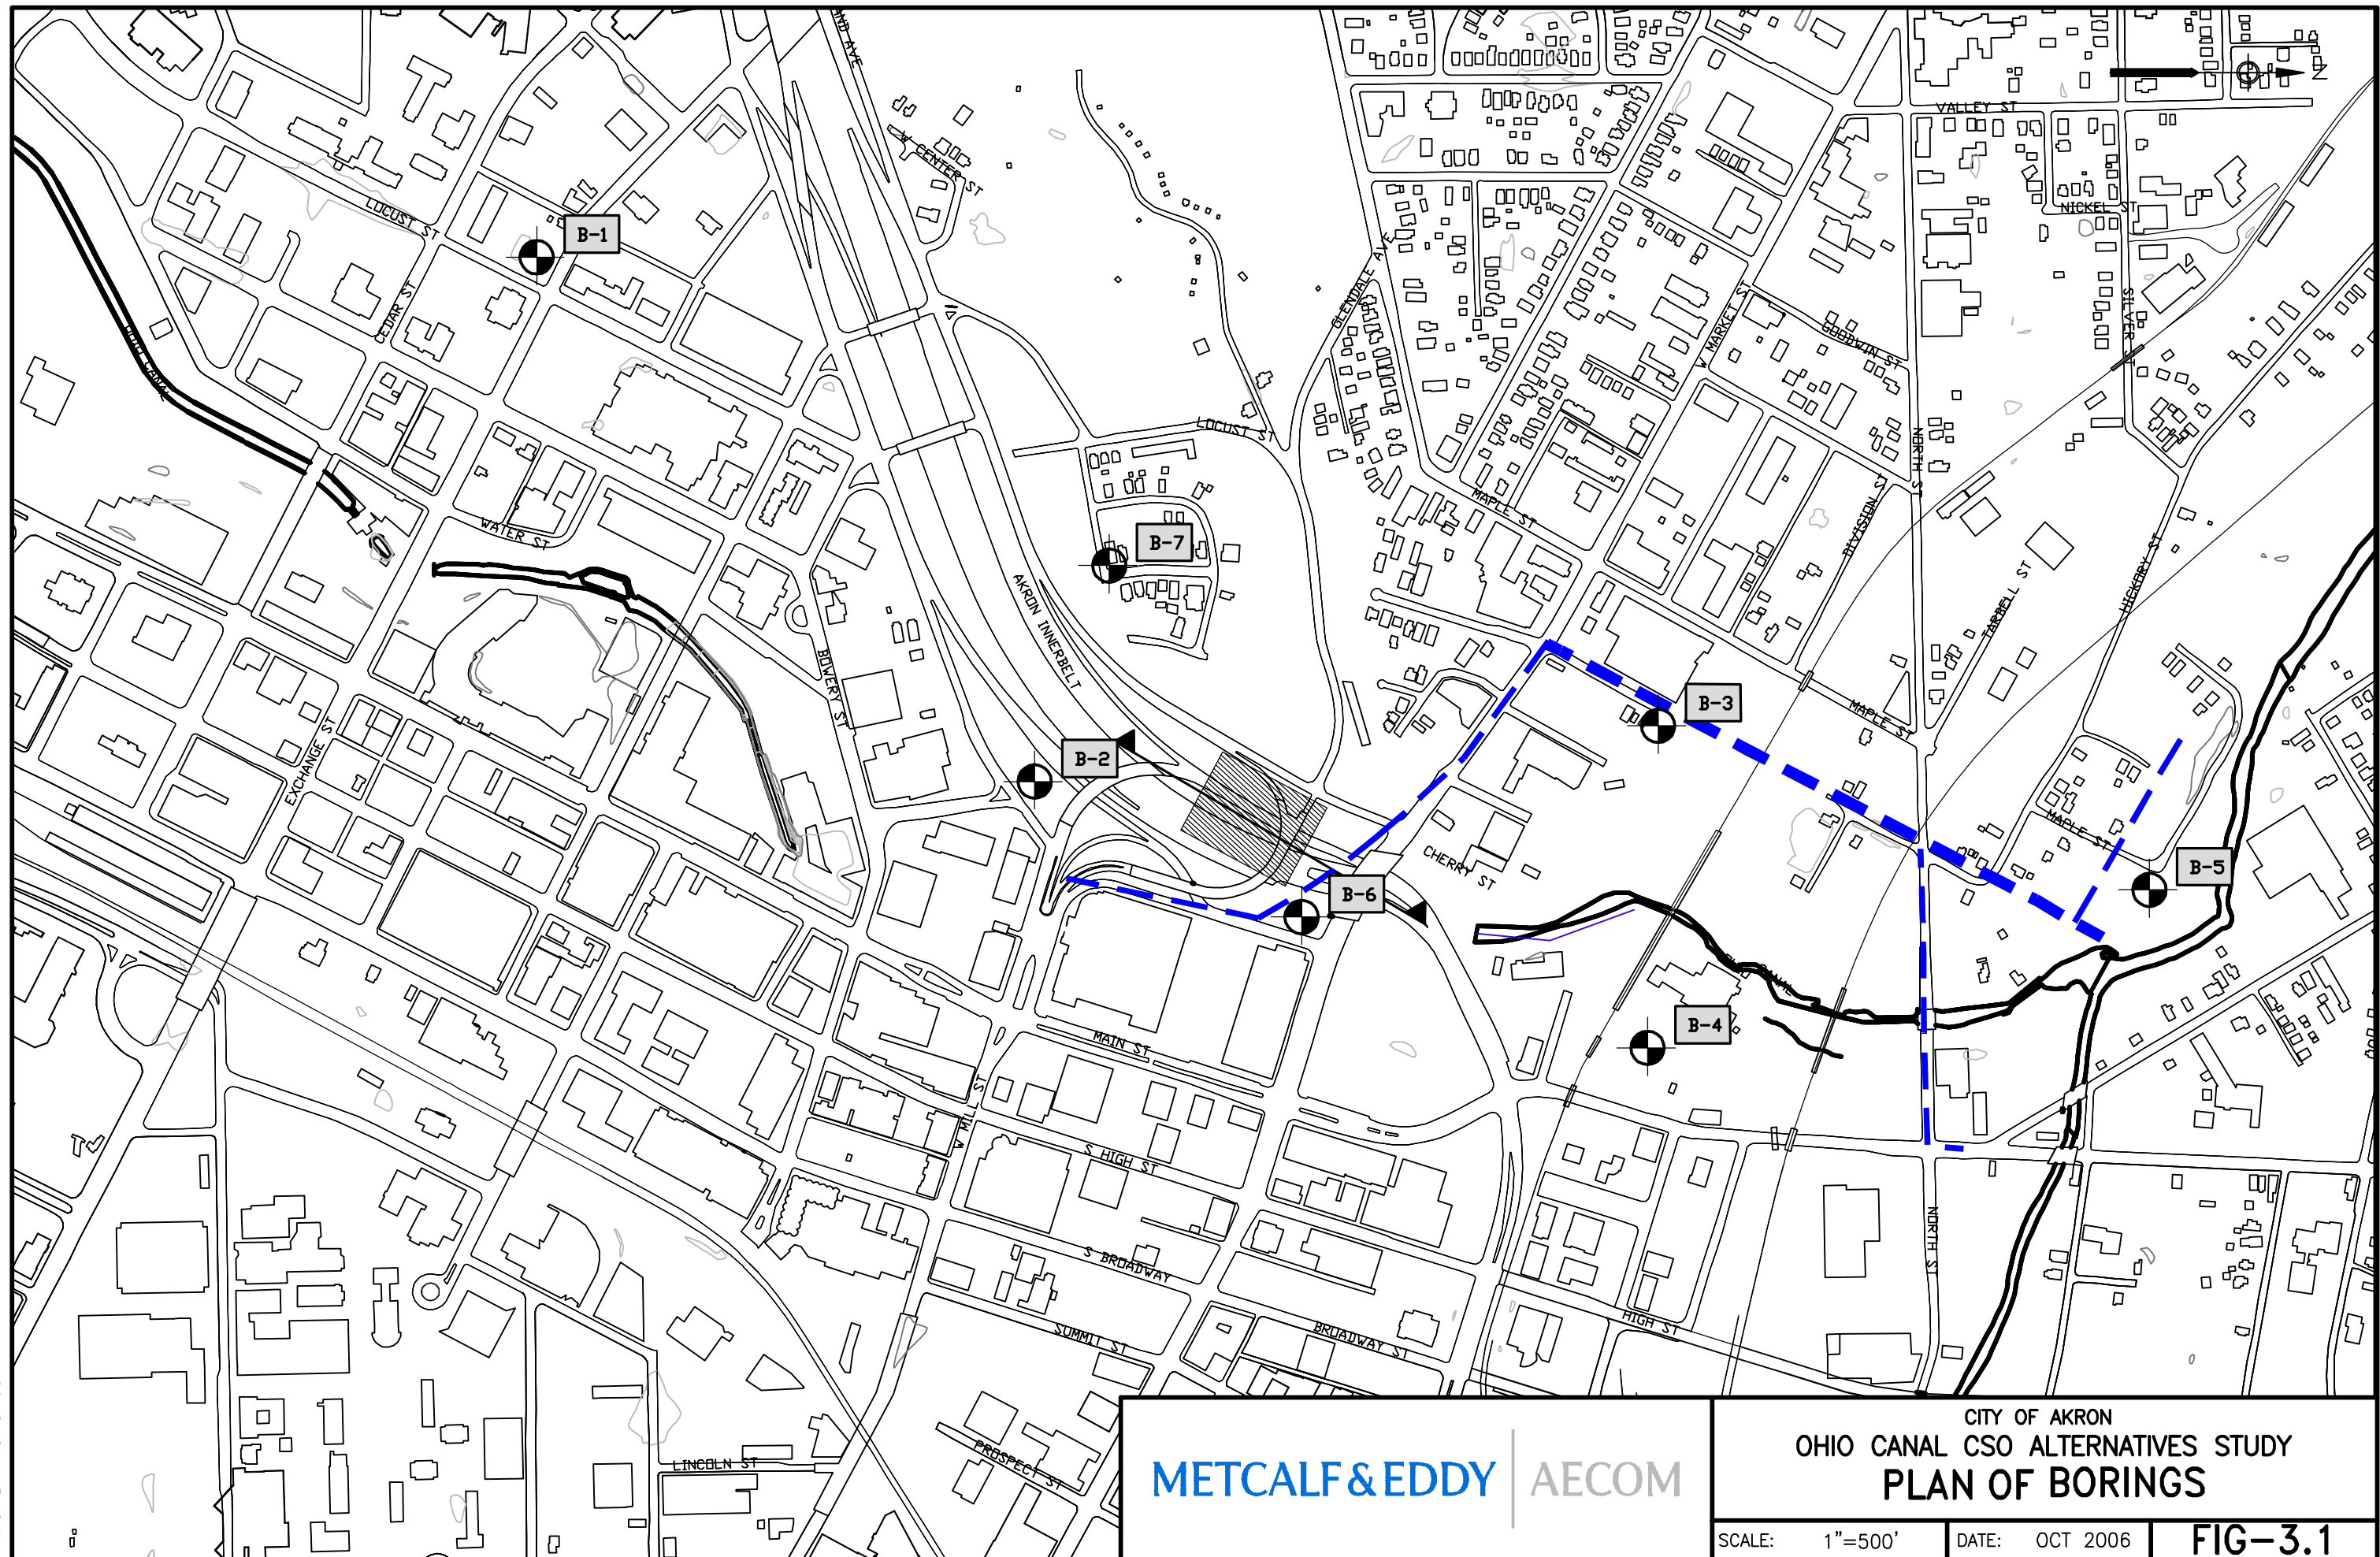 VALLEY ST
N
W CENTER ST
NICKEL ST
LOCUST ST
B-1
GLENDALE AVE
CEDAR ST
W MARKET ST
GODWIN ST
SILVER ST
LOCUST ST
NORTH ST
MAPLE ST
DIVISION ST
WATER ST
B-7
HICKORY ST
TARBELL ST
AKRON INNERBELT
BOWERY ST
B-3
MAPLE ST
EXCHANGE ST
B-2
MAPLE ST
CHERRY ST
B-5
B-6
B-4
MAIN ST
W MILL ST
S HIGH ST
NORTH ST
S BROADWAY
HIGH ST
SUMMIT ST
BROADWAY ST
PROSPECT ST
LINCOLN ST
METCALF&EDDY AECOM
CITY OF AKRON
OHIO CANAL CSO ALTERNATIVES STUDY
PLAN OF BORINGS
SCALE: 1"=500' DATE: OCT 2006 FIG-3.1